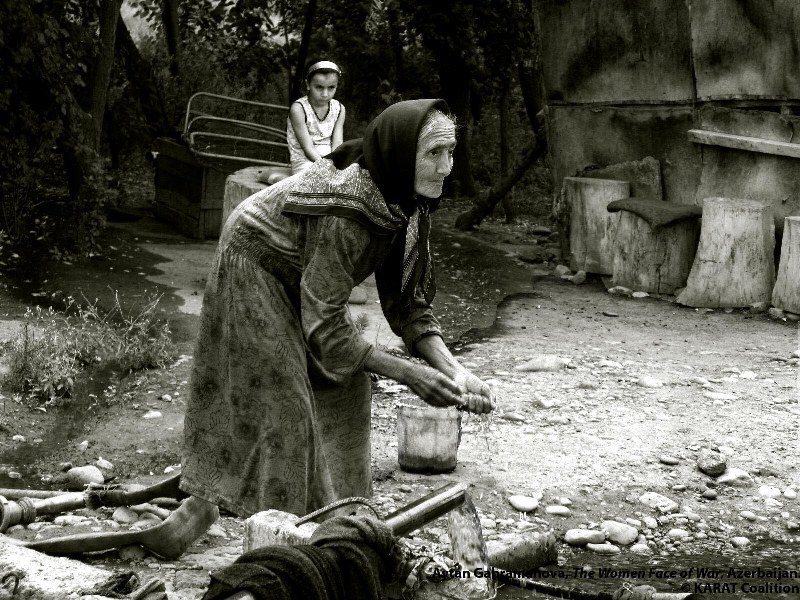 Aytan Gahramanova, The Women Face of War, Azerbaijan
© KARAT Coalition